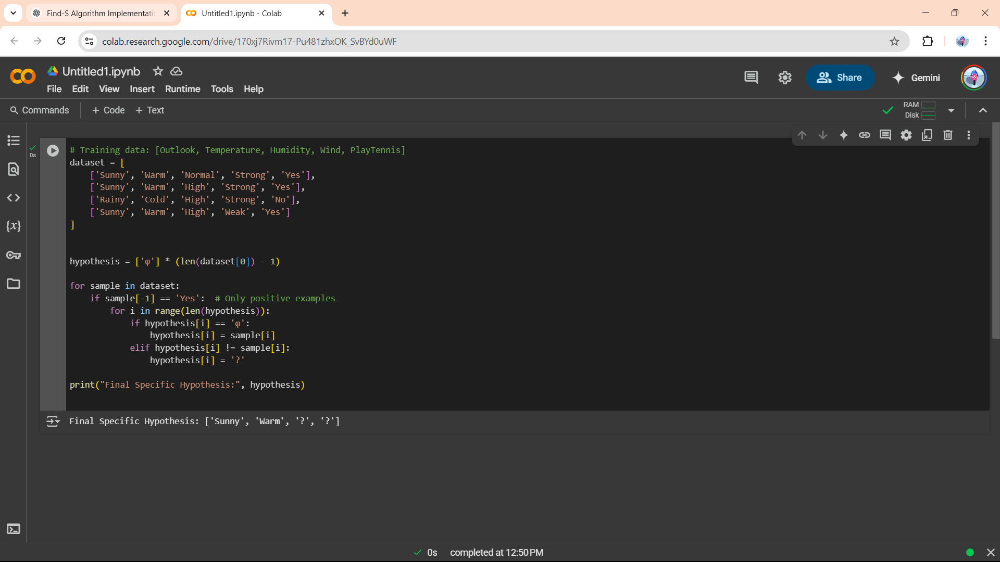 Find-S Algorithm Implementatic
Untitled1.ipynb - Colab
colab.research.google.com/drive/170xj7Rivm17-Pu481zhxOK_SvBYd0uWF
Untitled1.ipynb
File Edit View Insert Runtime Tools Help
Share
Gemini
Commands + Code + Text
RAM
Disk
0s
# Training data: [Outlook, Temperature, Humidity, Wind, PlayTennis]
dataset = [
    ['Sunny', 'Warm', 'Normal', 'Strong', 'Yes'],
    ['Sunny', 'Warm', 'High', 'Strong', 'Yes'],
    ['Rainy', 'Cold', 'High', 'Strong', 'No'],
    ['Sunny', 'Warm', 'High', 'Weak', 'Yes']
]
hypothesis = ['φ'] * (len(dataset[0]) - 1)
for sample in dataset:
    if sample[-1] == 'Yes':  # Only positive examples
        for i in range(len(hypothesis)):
            if hypothesis[i] == 'φ':
                hypothesis[i] = sample[i]
            elif hypothesis[i] != sample[i]:
                hypothesis[i] = '?'
print("Final Specific Hypothesis:", hypothesis)
Final Specific Hypothesis: ['Sunny', 'Warm', '?', '?']
0s completed at 12:50 PM